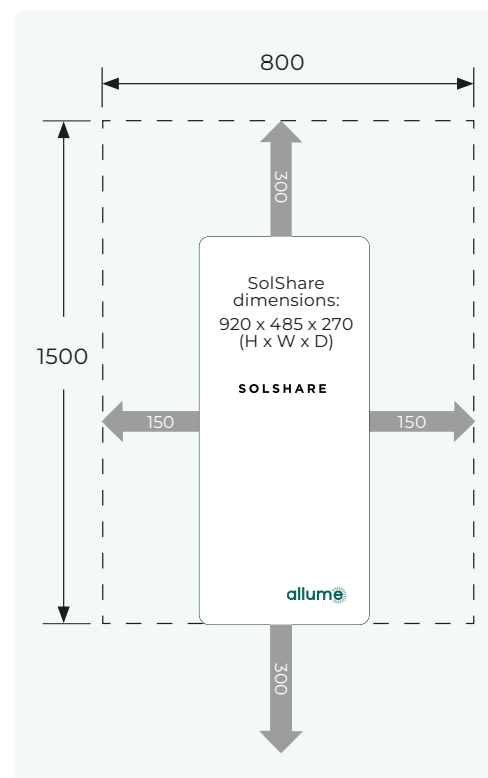 800
300
SolShare
dimensions:
920 x 485 x 270
(H x W x D)
1500
SOLSHARE
150
150
allume
300